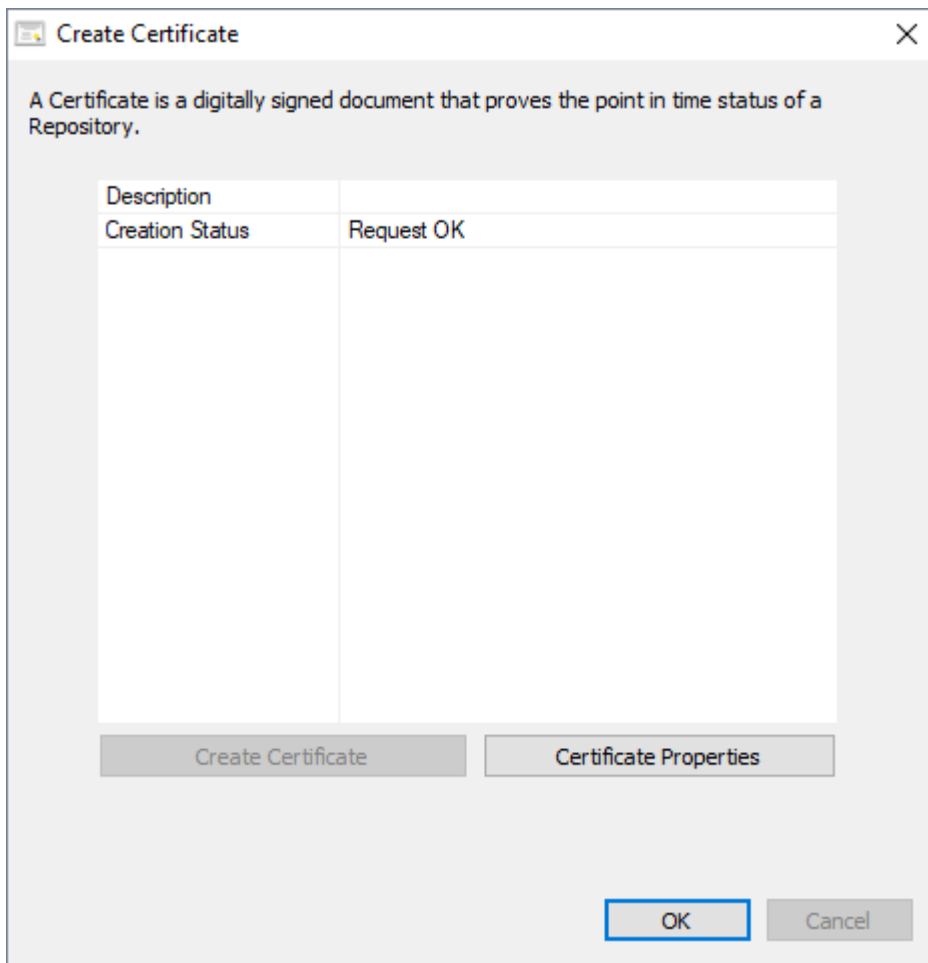 Create Certificate
A Certificate is a digitally signed document that proves the point in time status of a
Repository.
Description
Creation Status Request OK
Create Certificate Certificate Properties
OK Cancel